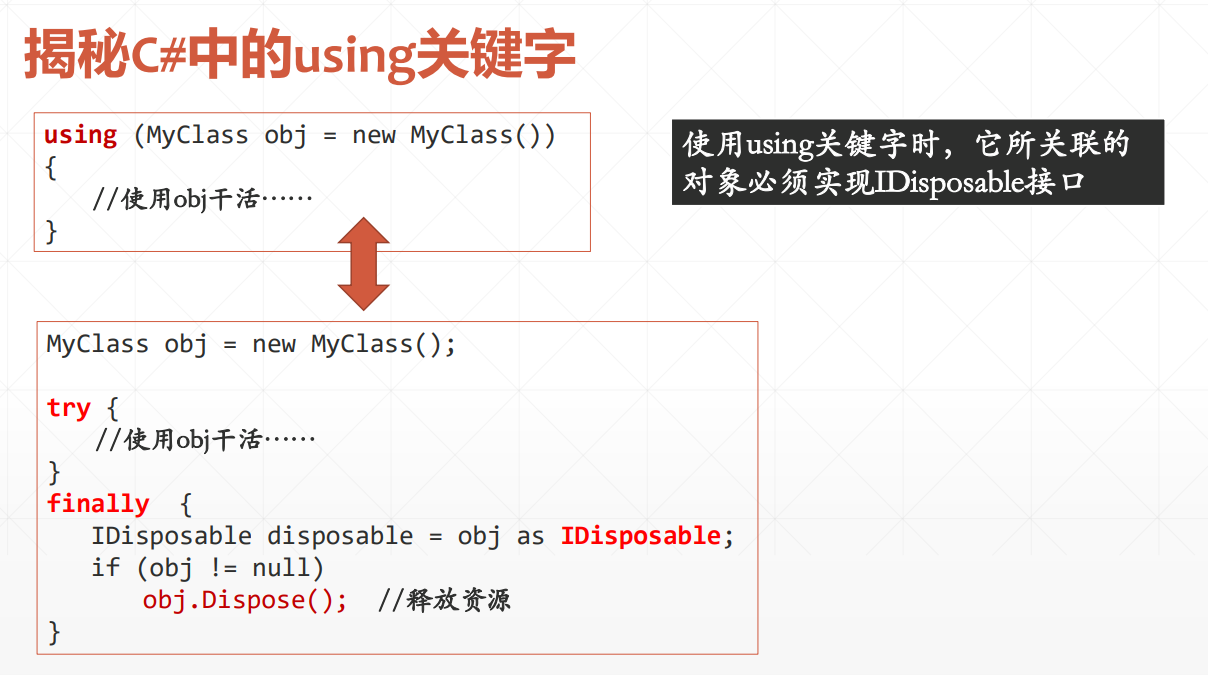 揭秘C#中的using关键字
using (MyClass obj = new MyClass())
{
//使用obj干活……
}
使用using关键字时，它所关联的
对象必须实现IDisposable接口
MyClass obj = new MyClass();
try {
//使用obj干活……
}
finally {
IDisposable disposable = obj as IDisposable;
if (obj != null)
obj.Dispose(); //释放资源
}